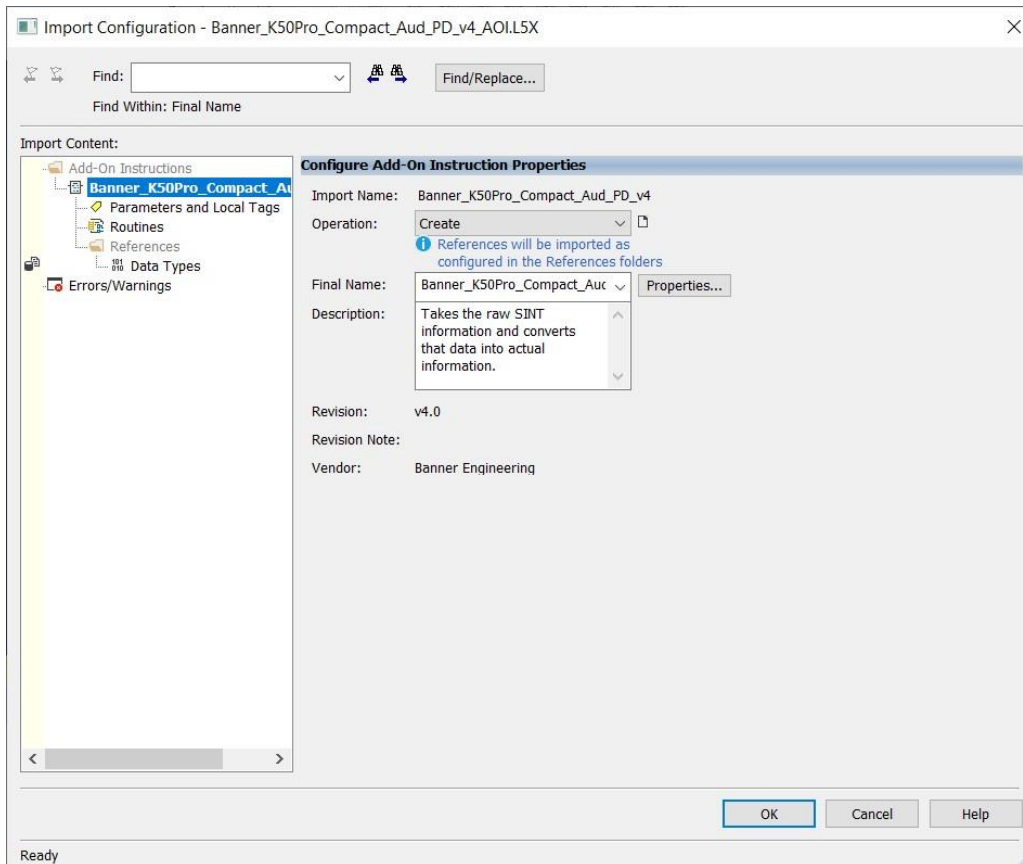 Import Configuration - Banner_K50Pro_Compact_Aud_PD_v4_AOI.L5X
Find:
Find/Replace...
Find Within: Final Name
Import Content:
Add-On Instructions
Banner_K50Pro_Compact_Au
Parameters and Local Tags
Routines
References
Data Types
Errors/Warnings
Configure Add-On Instruction Properties
Import Name: Banner_K50Pro_Compact_Aud_PD_v4
Operation: Create
References will be imported as
configured in the References folders
Final Name: Banner_K50Pro_Compact_Auc Properties...
Description: Takes the raw SINT
information and converts
that data into actual
information.
Revision: v4.0
Revision Note:
Vendor: Banner Engineering
OK Cancel Help
Ready